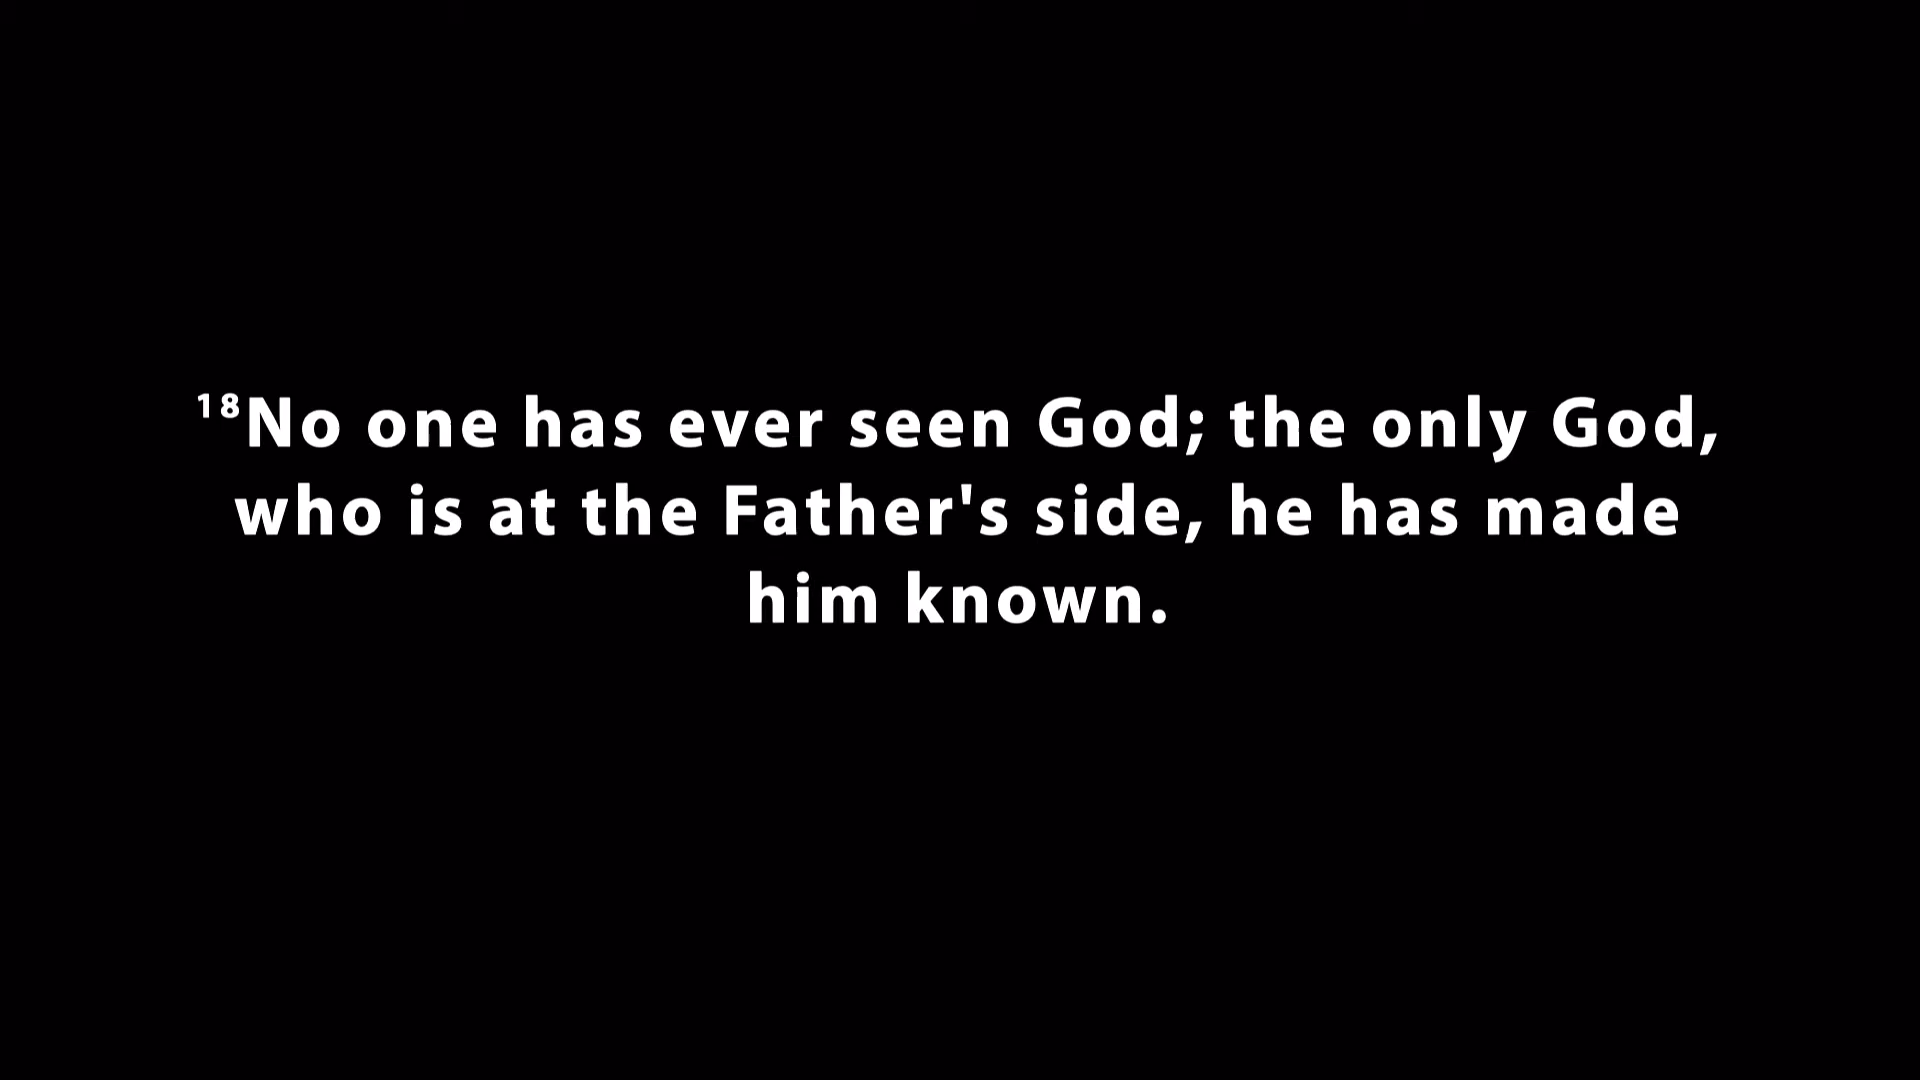 ¹⁸No one has ever seen God; the only God,
who is at the Father's side, he has made
him known.